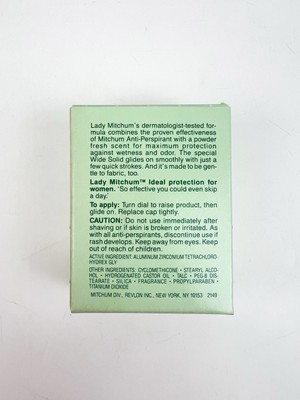 Lady Mitchum's dermatologist-tested for-
mula combines the proven effectiveness
of Mitchum Anti-Perspirant with a powder
fresh scent for maximum protection
against wetness and odor. The special
Wide Solid glides on smoothly with just a
few quick strokes. And it's made to be gen-
tle to fabric, too.
Lady Mitchum™ Ideal protection for
women. 'So effective you could even skip
a day.'
To apply: Turn dial to raise product, then
glide on. Replace cap tightly.
CAUTION: Do not use immediately after
shaving or if skin is broken or irritated. As
with all anti-perspirants, discontinue use if
rash develops. Keep away from eyes. Keep
out of reach of children.
ACTIVE INGREDIENT: ALUMINUM ZIRCONIUM TETRACHLORO-
HYDREX GLY
OTHER INGREDIENTS: CYCLOMETHICONE • STEARYL ALCO-
HOL • HYDROGENATED CASTOR OIL • TALC • PEG-8 DIS-
TEARATE • SILICA • FRAGRANCE • PROPYLPARABEN •
TITANIUM DIOXIDE
MITCHUM DIV., REVLON INC., NEW YORK, NY 10153 2149